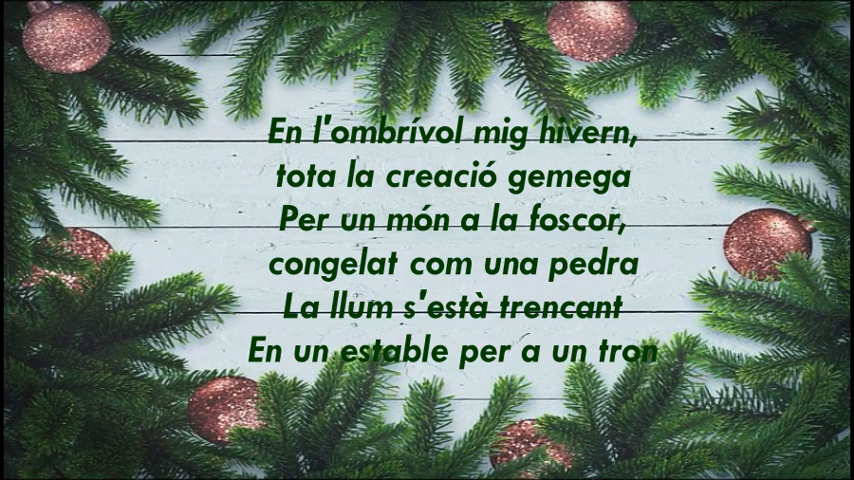 En l'ombrívol mig hivern,
tota la creació gemega
Per un món a la foscor,
congelat com una pedra
La llum s'està trencant
En un estable per a un tron